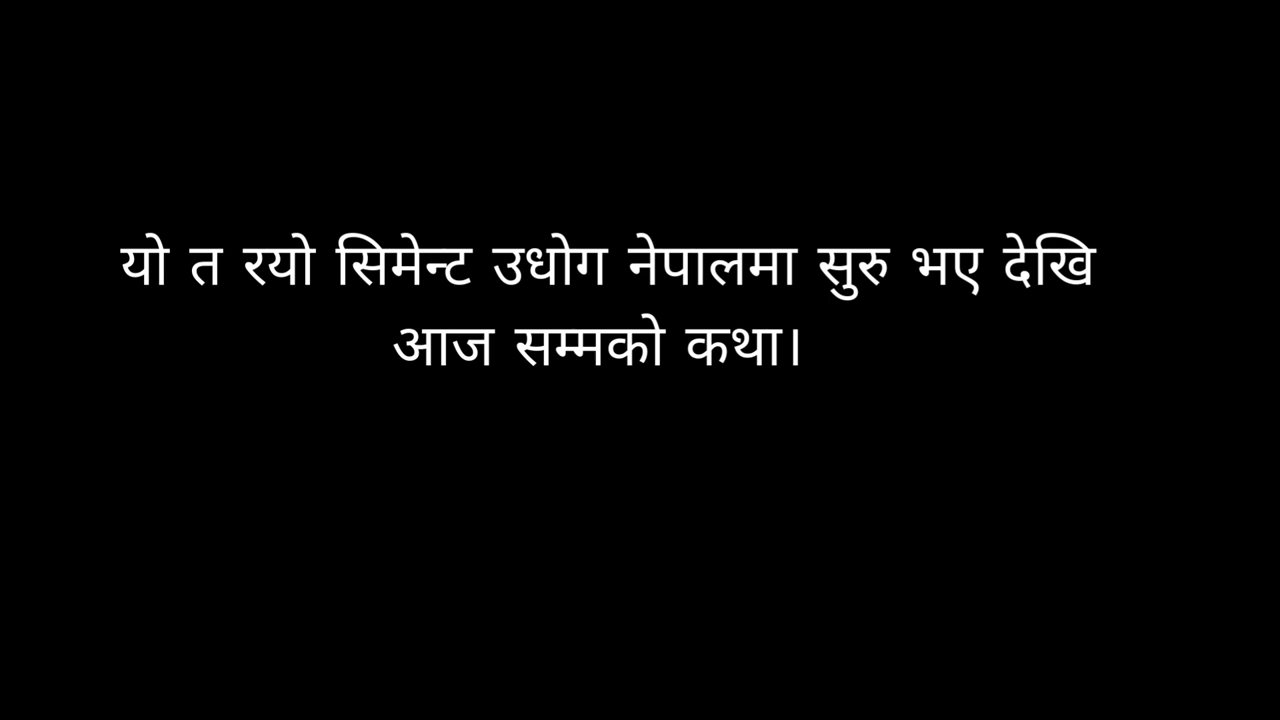 यो त रयो सिमेन्ट उधोग नेपालमा सुरु भए देखि
आज सम्मको कथा।